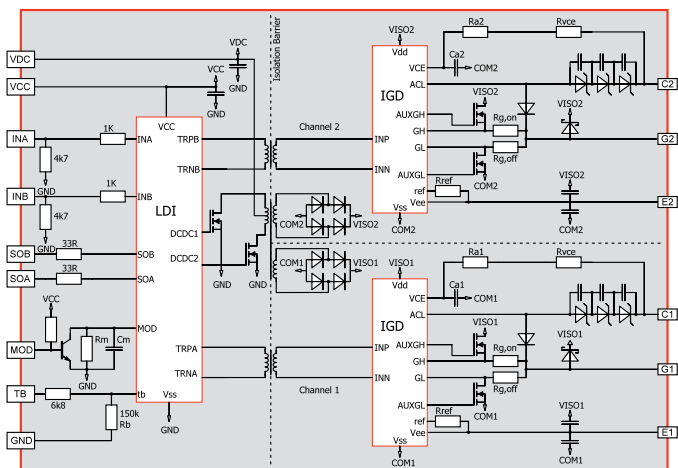 VDC
VCC
INA
INB
SOB
SOA
MOD
TB
GND
1K
4k7
GND
1K
4k7
GND
33R
33R
VCC
Rm
Cm
GND
6k8
150k
Rb
VDC
GND
VCC
GND
VCC
INA
INB
LDI
SOB
SOA
MOD
tb
Vss
GND
TRPB
TRNB
DCDC1
DCDC2
TRPA
TRNA
GND
GND
Isolation Barrier
Channel 2
COM2
VISO2
COM1
VISO1
Channel 1
VISO2
Vdd
VCE
ACL
IGD
AUXGH
GH
INP
GL
INN
AUXGL
ref
Vee
Vss
COM2
Ra2
Rvce
Ca2
COM2
VISO2
Rg,on
Rg,off
COM2
Rref
VISO2
VISO2
COM2
C2
G2
E2
VISO1
Vdd
VCE
ACL
IGD
AUXGH
INP
GH
INN
GL
AUXGL
ref
Vee
Vss
COM1
Ra1
Rvce
Ca1
COM1
VISO1
Rg,on
Rg,off
COM1
Rref
VISO1
VISO1
COM1
C1
G1
E1